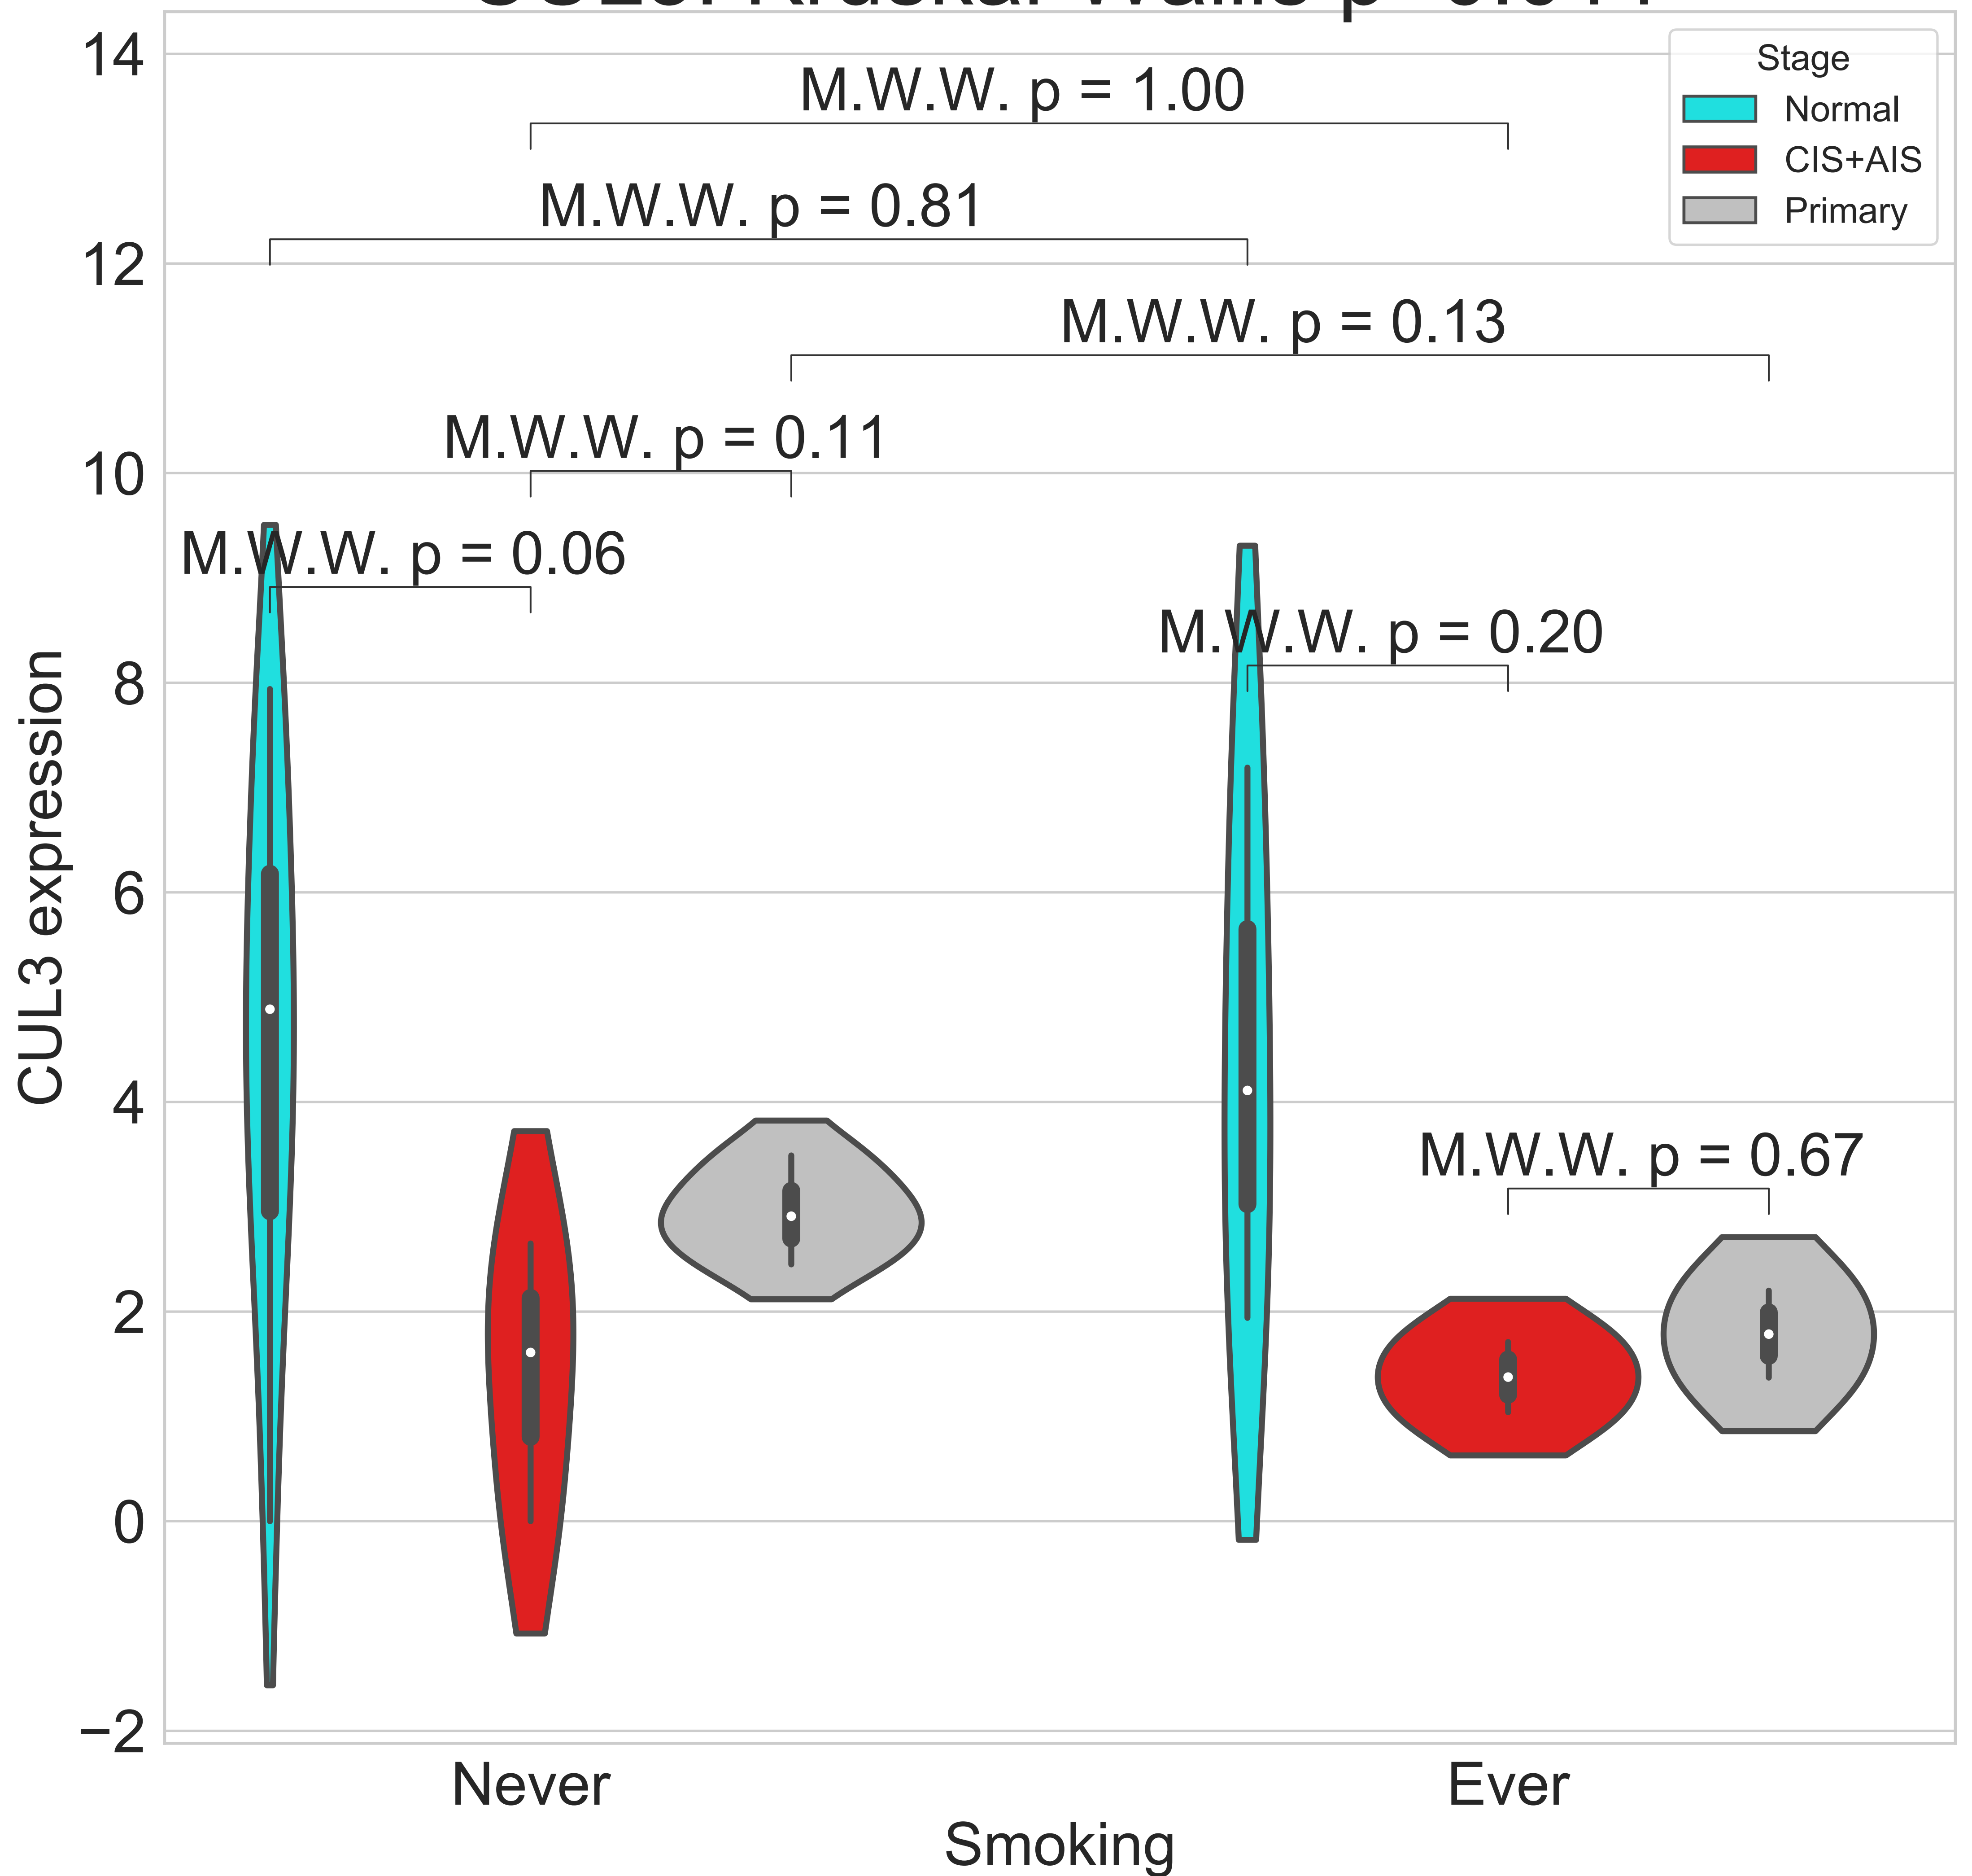 14
12
10
8
6
4
2
0
−2
CUL3 expression
M.W.W. p = 1.00
M.W.W. p = 0.81
M.W.W. p = 0.13
M.W.W. p = 0.11
M.W.W. p = 0.06
M.W.W. p = 0.20
M.W.W. p = 0.67
Stage
Normal
CIS+AIS
Primary
Never
Ever
Smoking